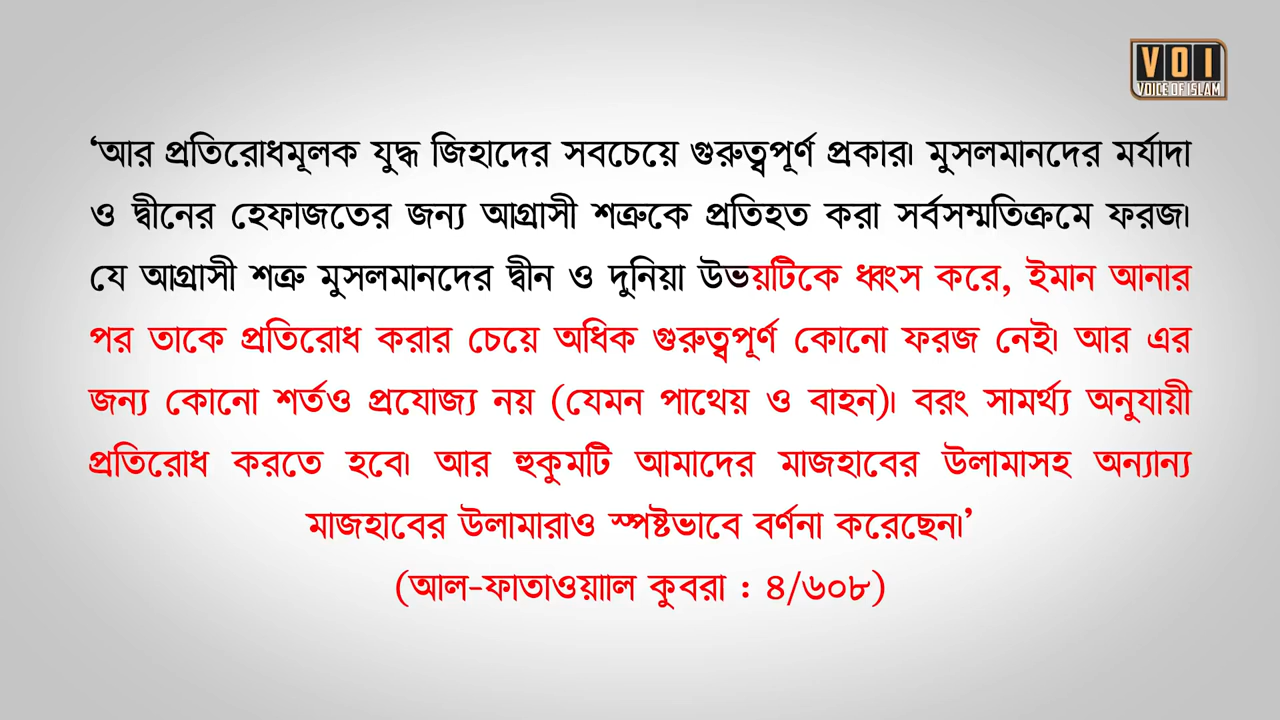 VOI
VOICE OF ISLAM
‘আর প্রতিরোধমূলক যুদ্ধ জিহাদের সবচেয়ে গুরুত্বপূর্ণ প্রকার। মুসলমানদের মর্যাদা
ও দ্বীনের হেফাজতের জন্য আগ্রাসী শত্রুকে প্রতিহত করা সর্বসম্মতিক্রমে ফরজ।
যে আগ্রাসী শত্রু মুসলমানদের দ্বীন ও দুনিয়া উভয়টিকে ধ্বংস করে, ইমান আনার
পর তাকে প্রতিরোধ করার চেয়ে অধিক গুরুত্বপূর্ণ কোনো ফরজ নেই। আর এর
জন্য কোনো শর্তও প্রযোজ্য নয় (যেমন পাথেয় ও বাহন)। বরং সামর্থ্য অনুযায়ী
প্রতিরোধ করতে হবে। আর হুকুমটি আমাদের মাজহাবের উলামাসহ অন্যান্য
মাজহাবের উলামারাও স্পষ্টভাবে বর্ণনা করেছেন।’
(আল-ফাতাওয়াাল কুবরা : ৪/৬০৮)